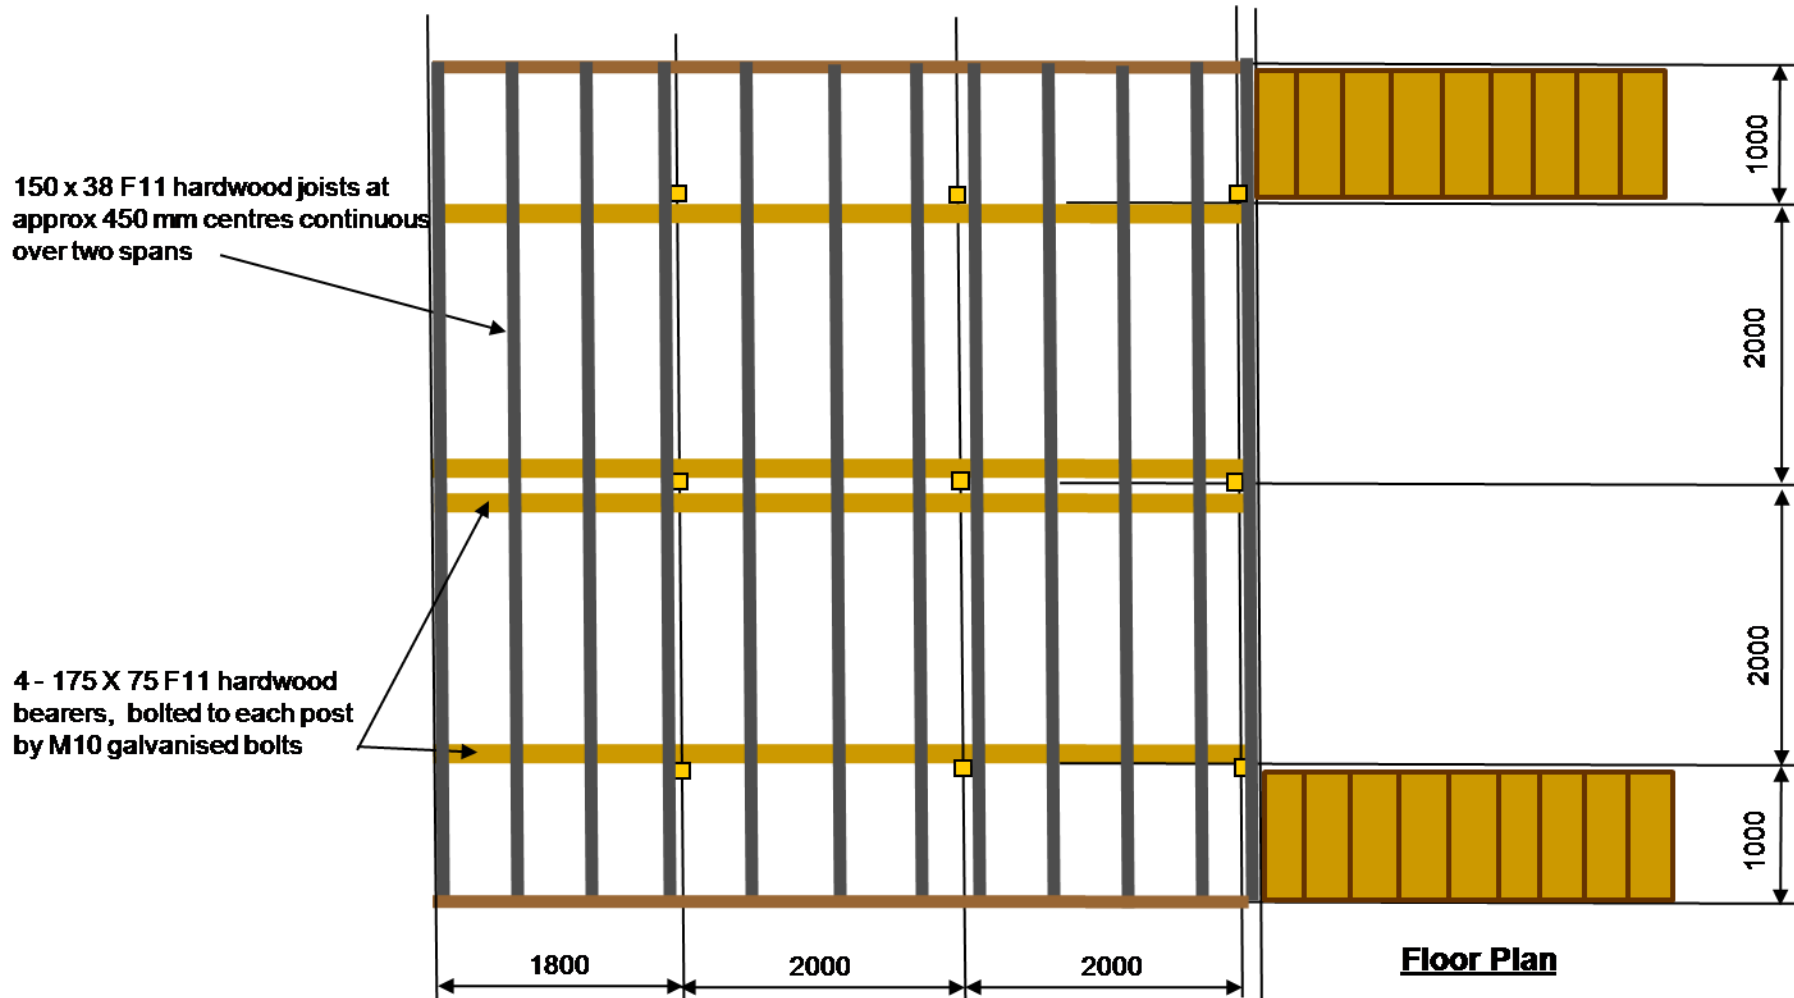 150 x 38 F11 hardwood joists at
approx 450 mm centres continuous
over two spans
4 - 175 X 75 F11 hardwood
bearers, bolted to each post
by M10 galvanised bolts
1000
2000
2000
1000
1800
2000
2000
Floor Plan